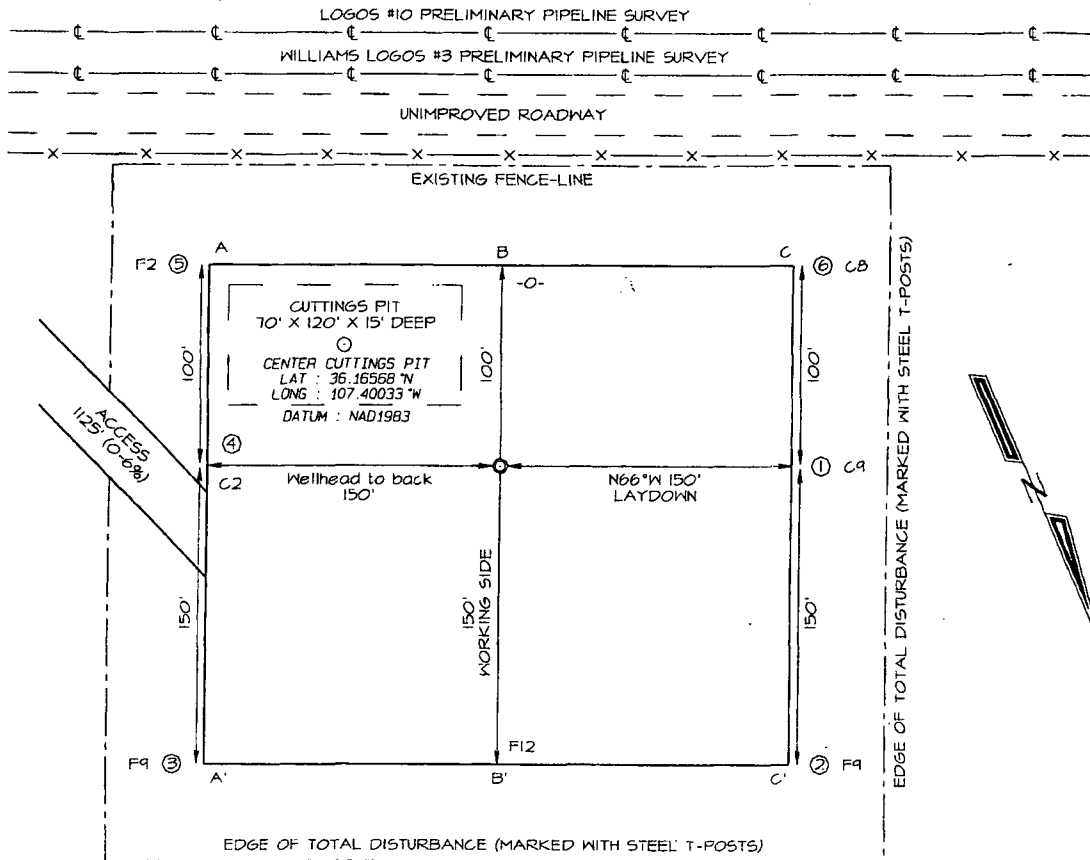 LOGOS #10 PRELIMINARY PIPELINE SURVEY
WILLIAMS LOGOS #3 PRELIMINARY PIPELINE SURVEY
UNIMPROVED ROADWAY
EXISTING FENCE-LINE
A
B
C
F2 ⑤
⑥ C8
-0-
CUTTINGS PIT
70' X 120' X 15' DEEP
CENTER CUTTINGS PIT
LAT : 36.16568 °N
LONG : 107.40033 °W
DATUM : NAD1983
100'
100'
100'
ACCESS
1125' (0-6%)
④
C2
Wellhead to back
150'
N66°W 150'
LAYDOWN
① C9
150'
150'
WORKING SIDE
150'
F12
F9 ③
② F9
A'
B'
C'
EDGE OF TOTAL DISTURBANCE (MARKED WITH STEEL T-POSTS)
EDGE OF TOTAL DISTURBANCE (MARKED WITH STEEL T-POSTS)